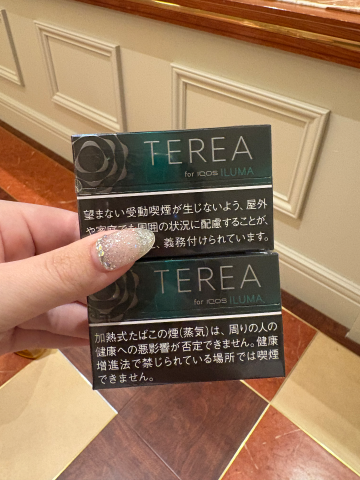 TEREA
for IQOS ILUMA
望まない受動喫煙が生じないよう、屋外
や の状況に配慮することが、
、義務付けられています。
TEREA
for IQOS ILUMA
加熱式たばこの煙(蒸気)は、周りの人の
健康への悪影響が否定できません。健康
増進法で禁じられている場所では喫煙
できません。